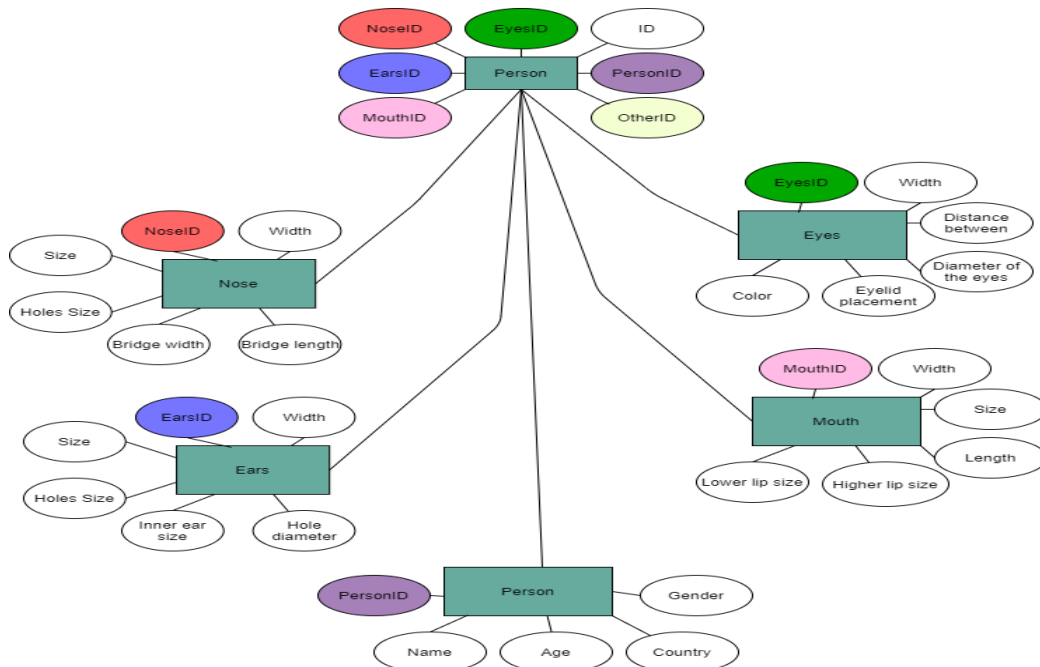 NoseID
EyesID
ID
EarsID
Person
PersonID
MouthID
OtherID
EyesID
Width
Distance
between
Eyes
Diameter of
the eyes
Color
Eyelid
placement
NoseID
Width
Size
Nose
Holes Size
Bridge width
Bridge length
MouthID
Width
Size
Mouth
Length
Lower lip size
Higher lip size
EarsID
Width
Size
Ears
Holes Size
Inner ear
size
Hole
diameter
PersonID
Person
Gender
Name
Age
Country